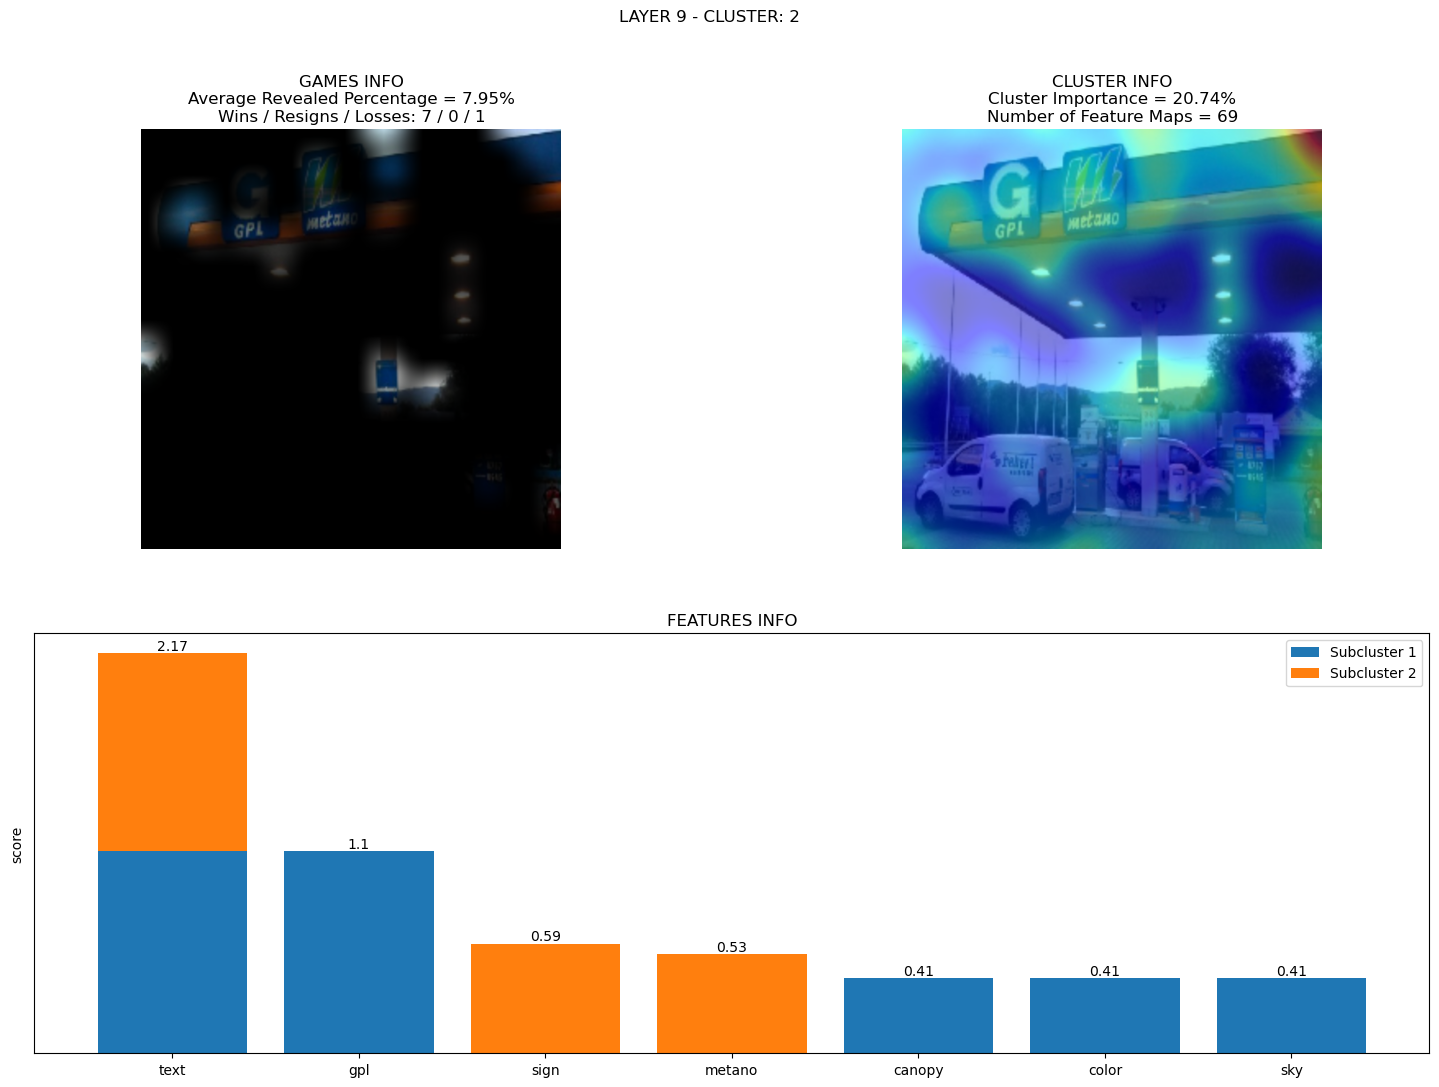 LAYER 9 - CLUSTER: 2
GAMES INFO
Average Revealed Percentage = 7.95%
Wins / Resigns / Losses: 7 / 0 / 1
G
GPL
metano
CLUSTER INFO
Cluster Importance = 20.74%
Number of Feature Maps = 69
G
GPL
metano
FEATURES INFO
Subcluster 1
Subcluster 2
score
2.17
1.1
0.59
0.53
0.41
0.41
0.41
text
gpl
sign
metano
canopy
color
sky